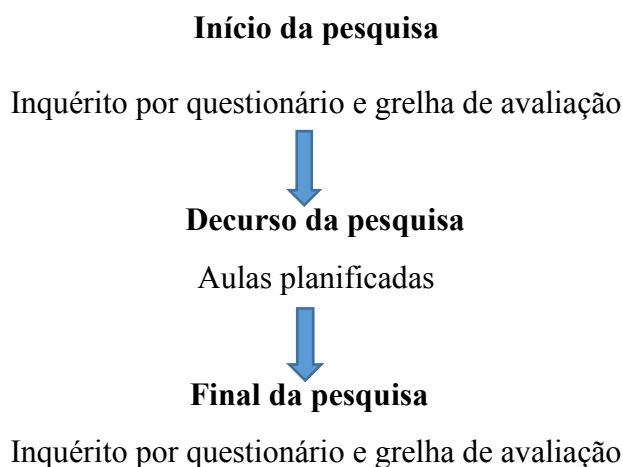 Início da pesquisa
Inquérito por questionário e grelha de avaliação
Decurso da pesquisa
Aulas planificadas
Final da pesquisa
Inquérito por questionário e grelha de avaliação